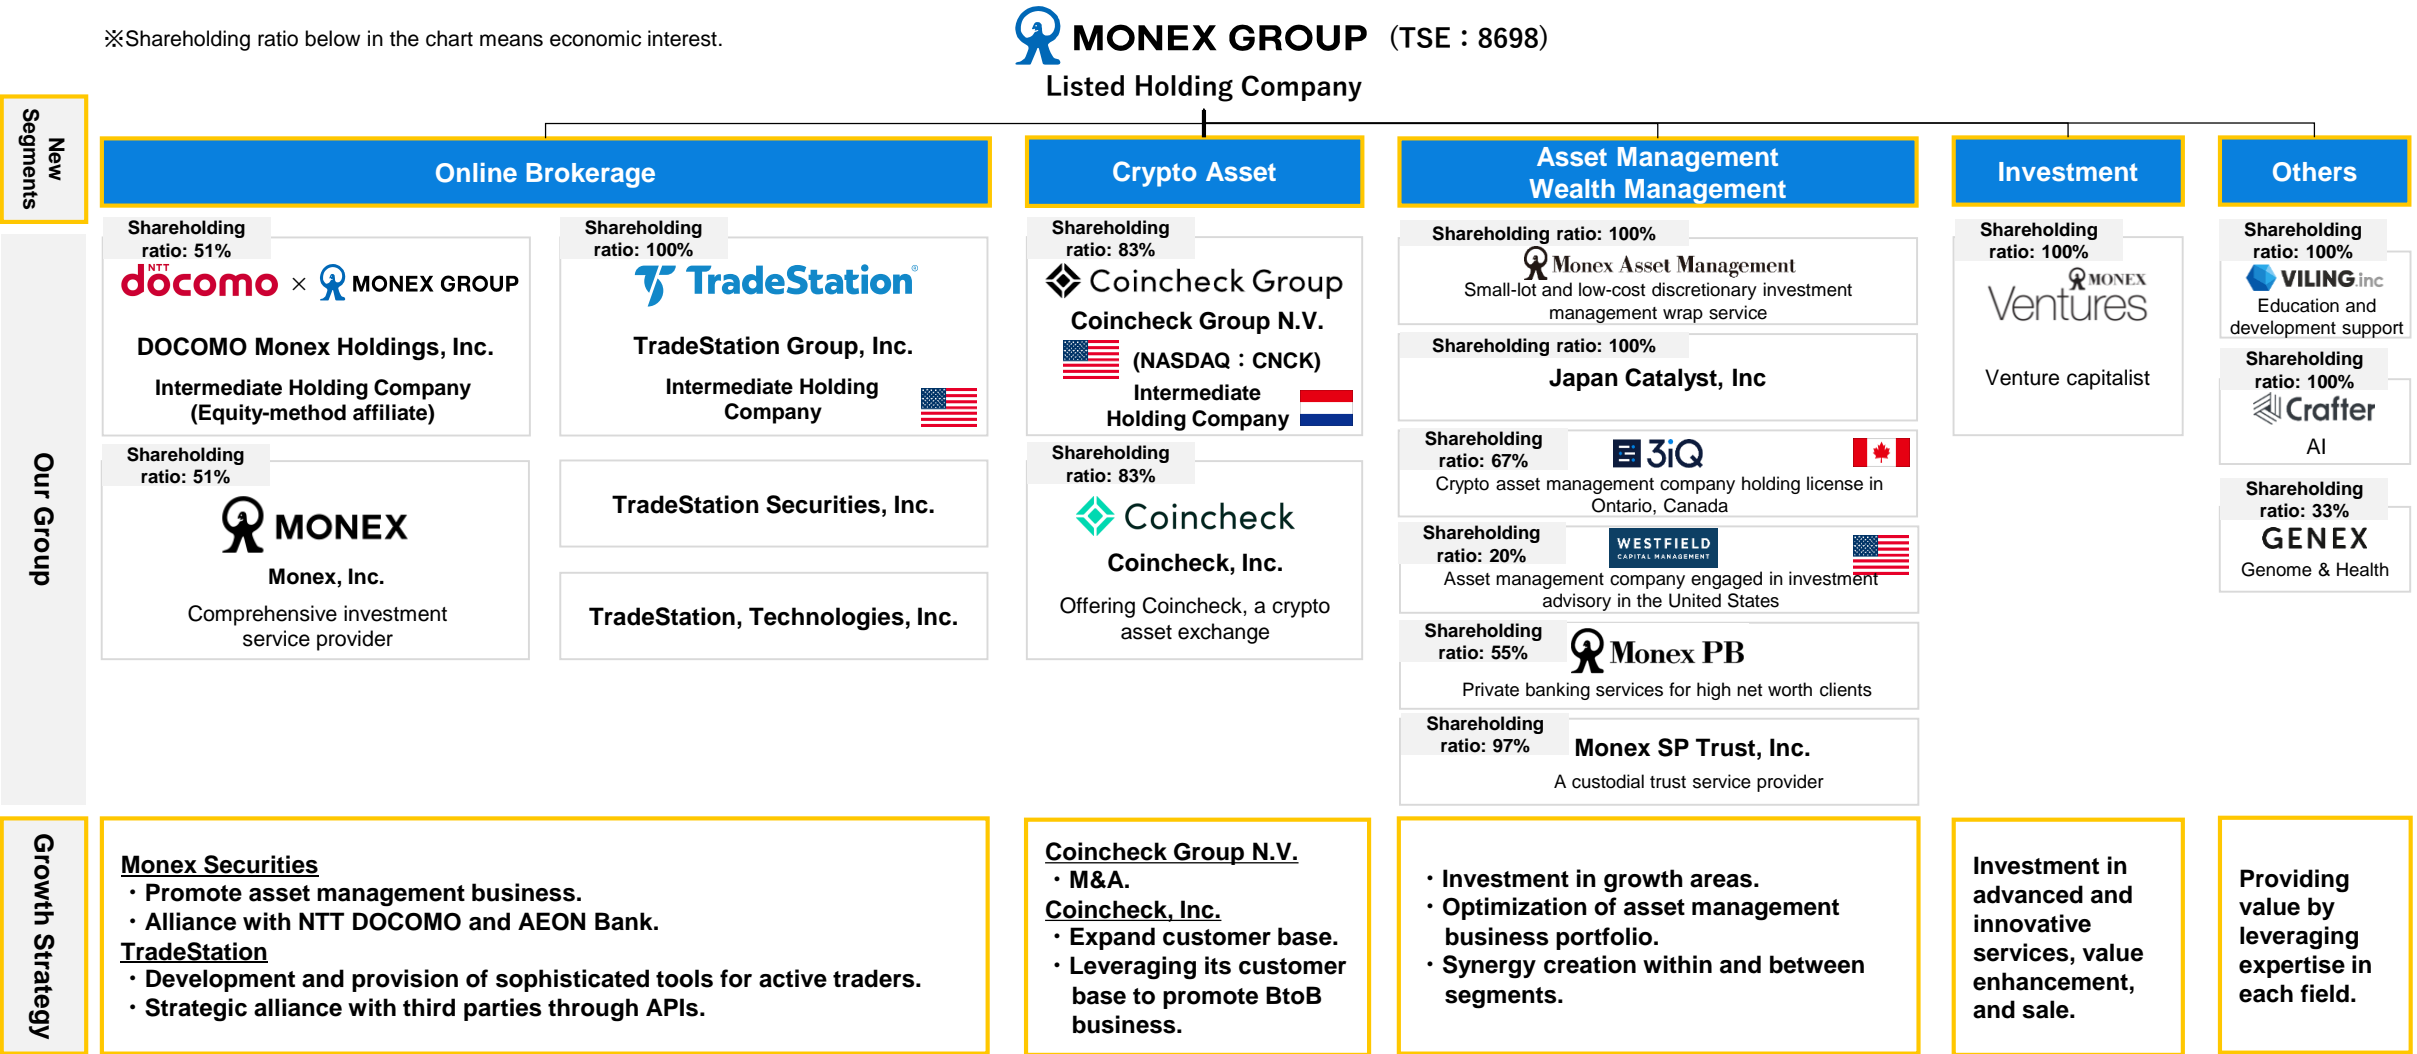 ※Shareholding ratio below in the chart means economic interest.
MONEX GROUP (TSE：8698)
Listed Holding Company
New
Segments
Online Brokerage
Crypto Asset
Asset Management
Wealth Management
Investment
Others
Our Group
Shareholding
ratio: 51%
NTT
döcomo × MONEX GROUP
DOCOMO Monex Holdings, Inc.
Intermediate Holding Company
(Equity-method affiliate)
Shareholding
ratio: 51%
MONEX
Monex, Inc.
Comprehensive investment
service provider
Shareholding
ratio: 100%
TradeStation®
TradeStation Group, Inc.
Intermediate Holding
Company
TradeStation Securities, Inc.
TradeStation, Technologies, Inc.
Shareholding
ratio: 83%
Coincheck Group
Coincheck Group N.V.
(NASDAQ：CNCK)
Intermediate
Holding Company
Shareholding
ratio: 83%
Coincheck
Coincheck, Inc.
Offering Coincheck, a crypto
asset exchange
Shareholding ratio: 100%
Monex Asset Management
Small-lot and low-cost discretionary investment
management wrap service
Shareholding ratio: 100%
Japan Catalyst, Inc
Shareholding
ratio: 67%
3iQ
Crypto asset management company holding license in
Ontario, Canada
Shareholding
ratio: 20%
WESTFIELD
CAPITAL MANAGEMENT
Asset management company engaged in investment
advisory in the United States
Shareholding
ratio: 55%
Monex PB
Private banking services for high net worth clients
Shareholding
ratio: 97%
Monex SP Trust, Inc.
A custodial trust service provider
Shareholding
ratio: 100%
MONEX
Ventures
Venture capitalist
Shareholding
ratio: 100%
VILING.inc
Education and
development support
Shareholding
ratio: 100%
Crafter
AI
Shareholding
ratio: 33%
GENEX
Genome & Health
Growth Strategy
Monex Securities
・Promote asset management business.
・Alliance with NTT DOCOMO and AEON Bank.
TradeStation
・Development and provision of sophisticated tools for active traders.
・Strategic alliance with third parties through APIs.
Coincheck Group N.V.
・M&A.
Coincheck, Inc.
・Expand customer base.
・Leveraging its customer
base to promote BtoB
business.
・Investment in growth areas.
・Optimization of asset management
business portfolio.
・Synergy creation within and between
segments.
Investment in
advanced and
innovative
services, value
enhancement,
and sale.
Providing
value by
leveraging
expertise in
each field.